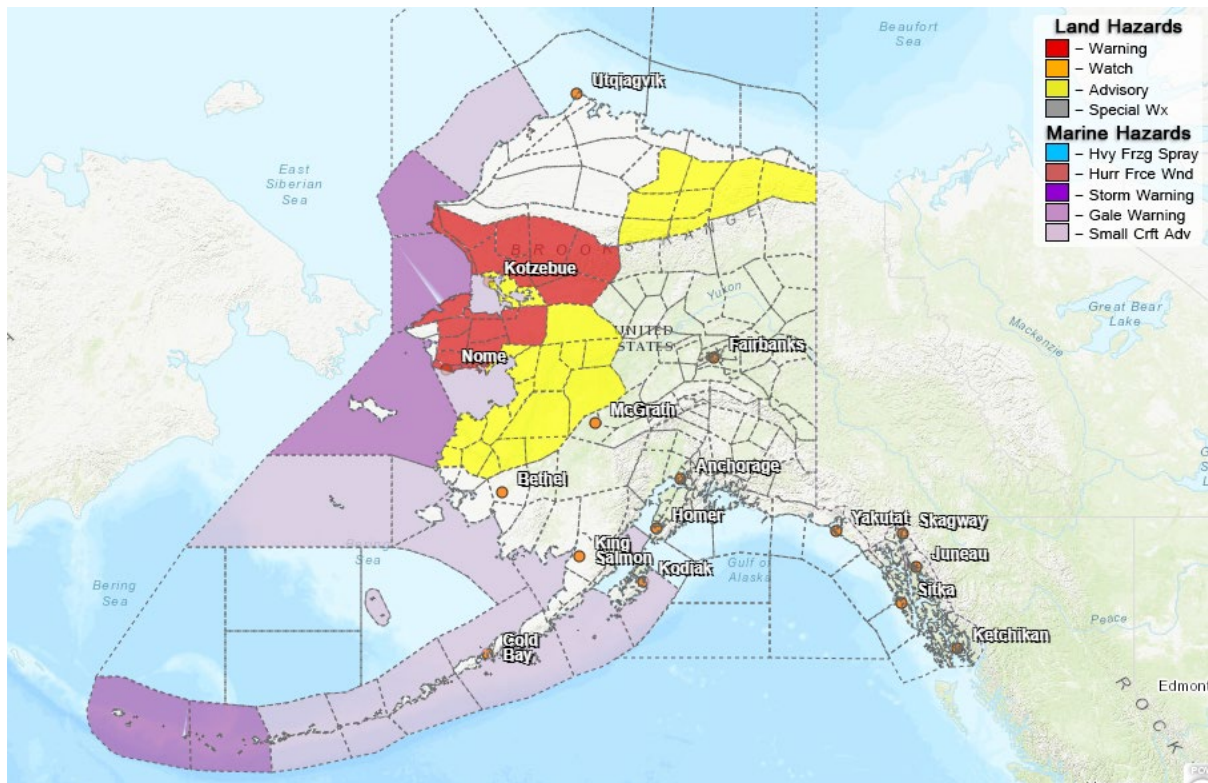 Land Hazards
– Warning
– Watch
– Advisory
– Special Wx
Marine Hazards
– Hvy Frzg Spray
– Hurr Frce Wnd
– Storm Warning
– Gale Warning
– Small Crft Adv
Beaufort
Sea
Utqiagvik
East
Siberian
Sea
BROOKS RANGE
Kotzebue
Yukon
Great Bear
Lake
Mackenzie
UNITED
STATES
Fairbanks
Nome
McGrath
Anchorage
Bethel
Homer
Yakutat
Skagway
King
Salmon
Kodiak
Gulf of
Alaska
Juneau
Sitka
Bering
Sea
Bering
Sea
Peace
Ketchikan
Cold
Bay
Edmont
ROCK